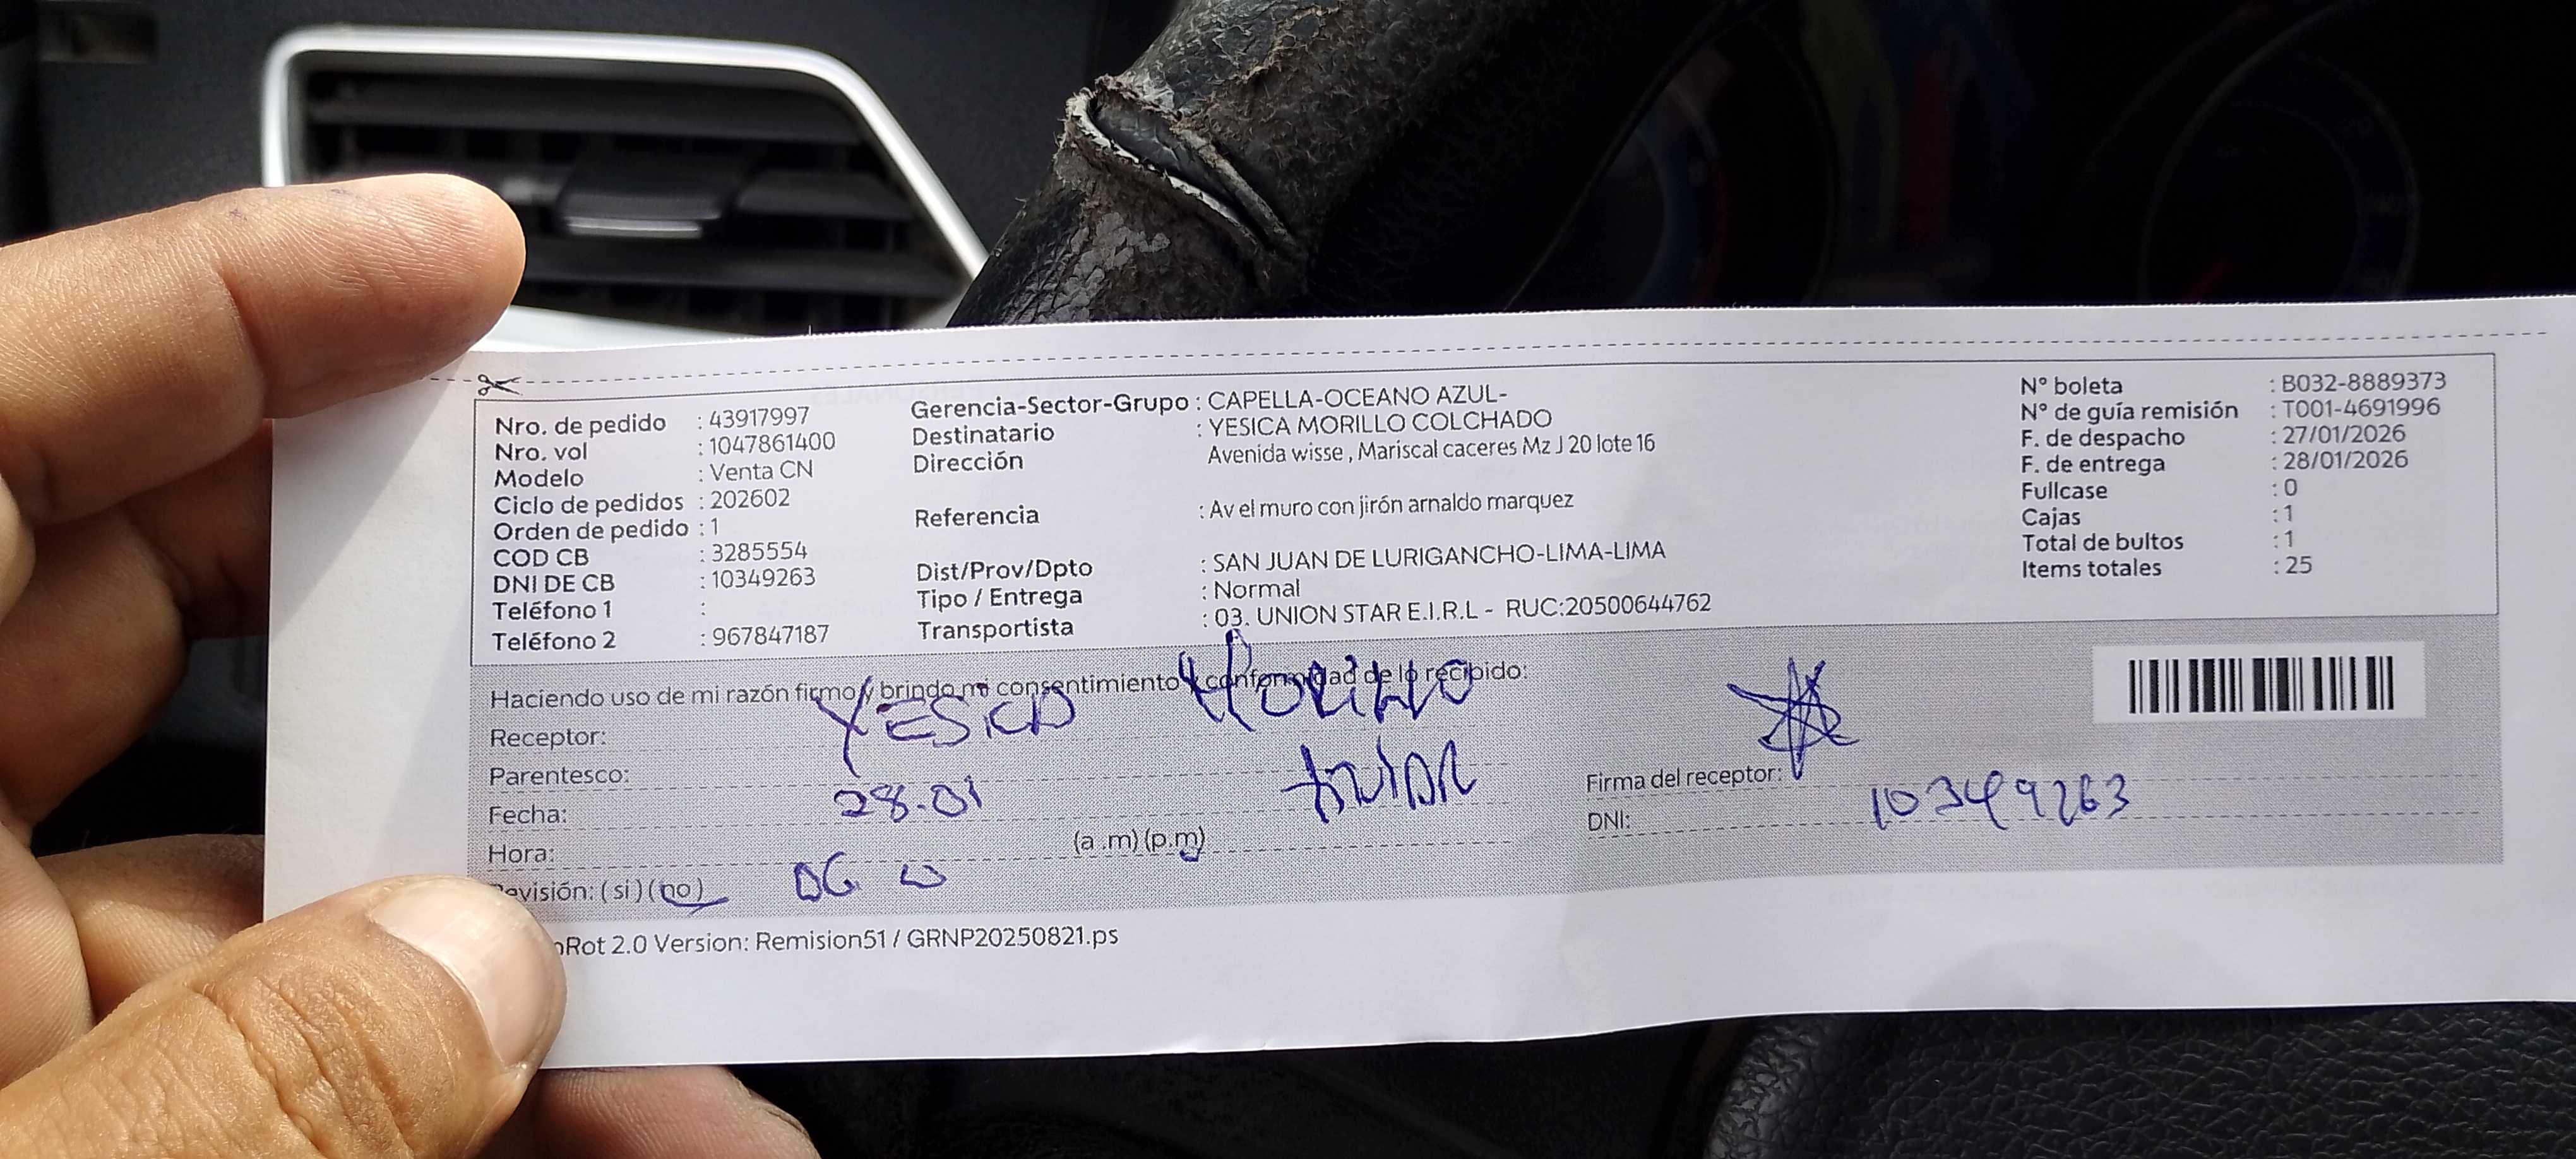 Nro. de pedido : 43917997
Nro. vol : 1047861400
Modelo : Venta CN
Ciclo de pedidos : 202602
Orden de pedido : 1
COD CB : 3285554
DNI DE CB : 10349263
Teléfono 1 :
Teléfono 2 : 967847187
Gerencia-Sector-Grupo : CAPELLA-OCEANO AZUL-
Destinatario : YESICA MORILLO COLCHADO
Dirección Avenida wisse , Mariscal caceres Mz J 20 lote 16
Referencia : Av el muro con jirón arnaldo marquez
Dist/Prov/Dpto : SAN JUAN DE LURIGANCHO-LIMA-LIMA
Tipo / Entrega : Normal
Transportista : 03. UNION STAR E.I.R.L - RUC:20500644762
N° boleta : B032-8889373
N° de guía remisión : T001-4691996
F. de despacho : 27/01/2026
F. de entrega : 28/01/2026
Fullcase : 0
Cajas : 1
Total de bultos : 1
Items totales : 25
Haciendo uso de mi razón firmo y brindo mi consentimiento y conformidad de lo recibido:
Receptor: YESICA MORILLO
Parentesco:
Fecha: 28.01
Hora: (a .m) (p.m)
Revisión: ( si ) ( no )
Firma del receptor:
DNI: 10349263
Rot 2.0 Version: Remision51 / GRNP20250821.ps